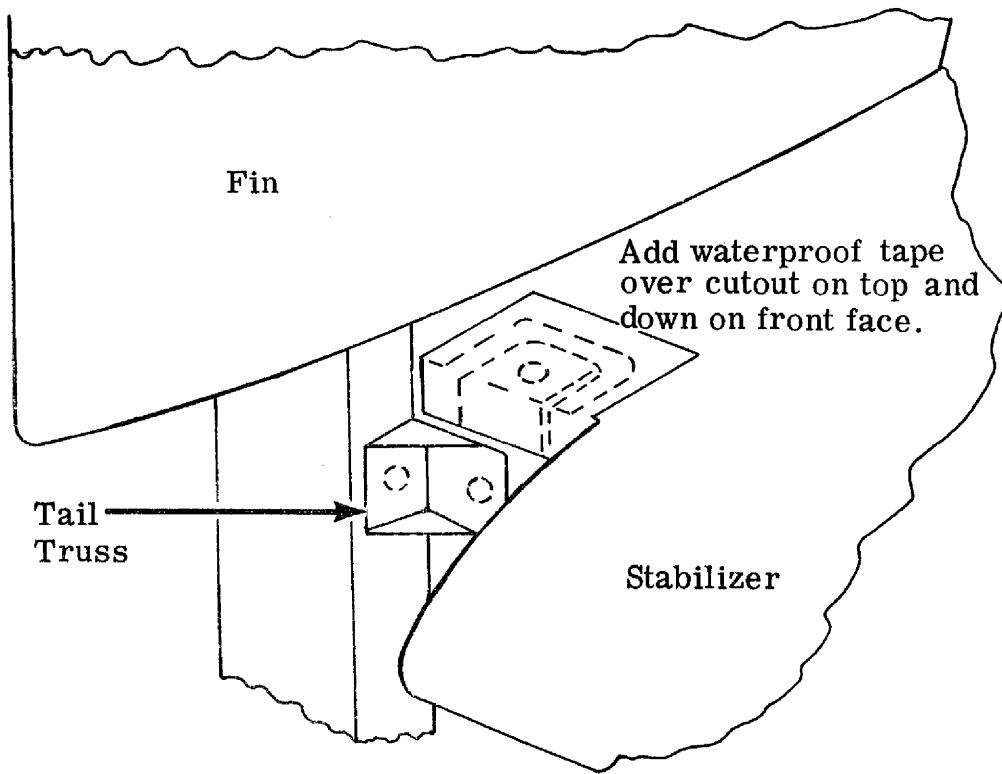 Fin
Add waterproof tape
over cutout on top and
down on front face.
Tail
Truss
Stabilizer